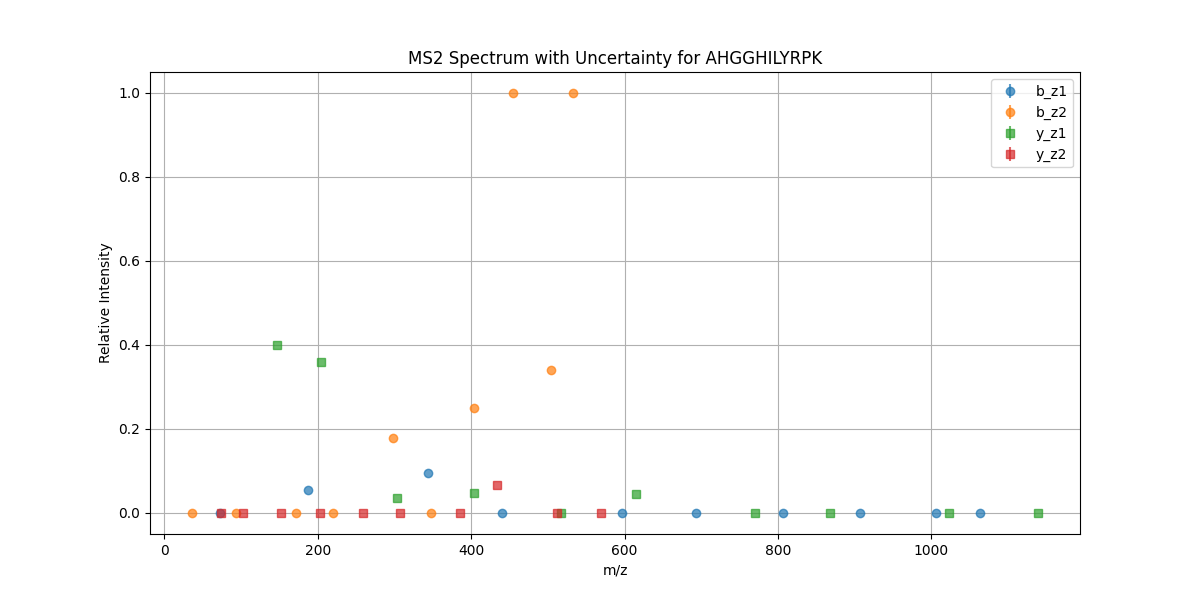 MS2 Spectrum with Uncertainty for AHGGHILYRPK
1.0
0.8
0.6
0.4
0.2
0.0
Relative Intensity
b_z1
b_z2
y_z1
y_z2
0 200 400 600 800 1000
m/z